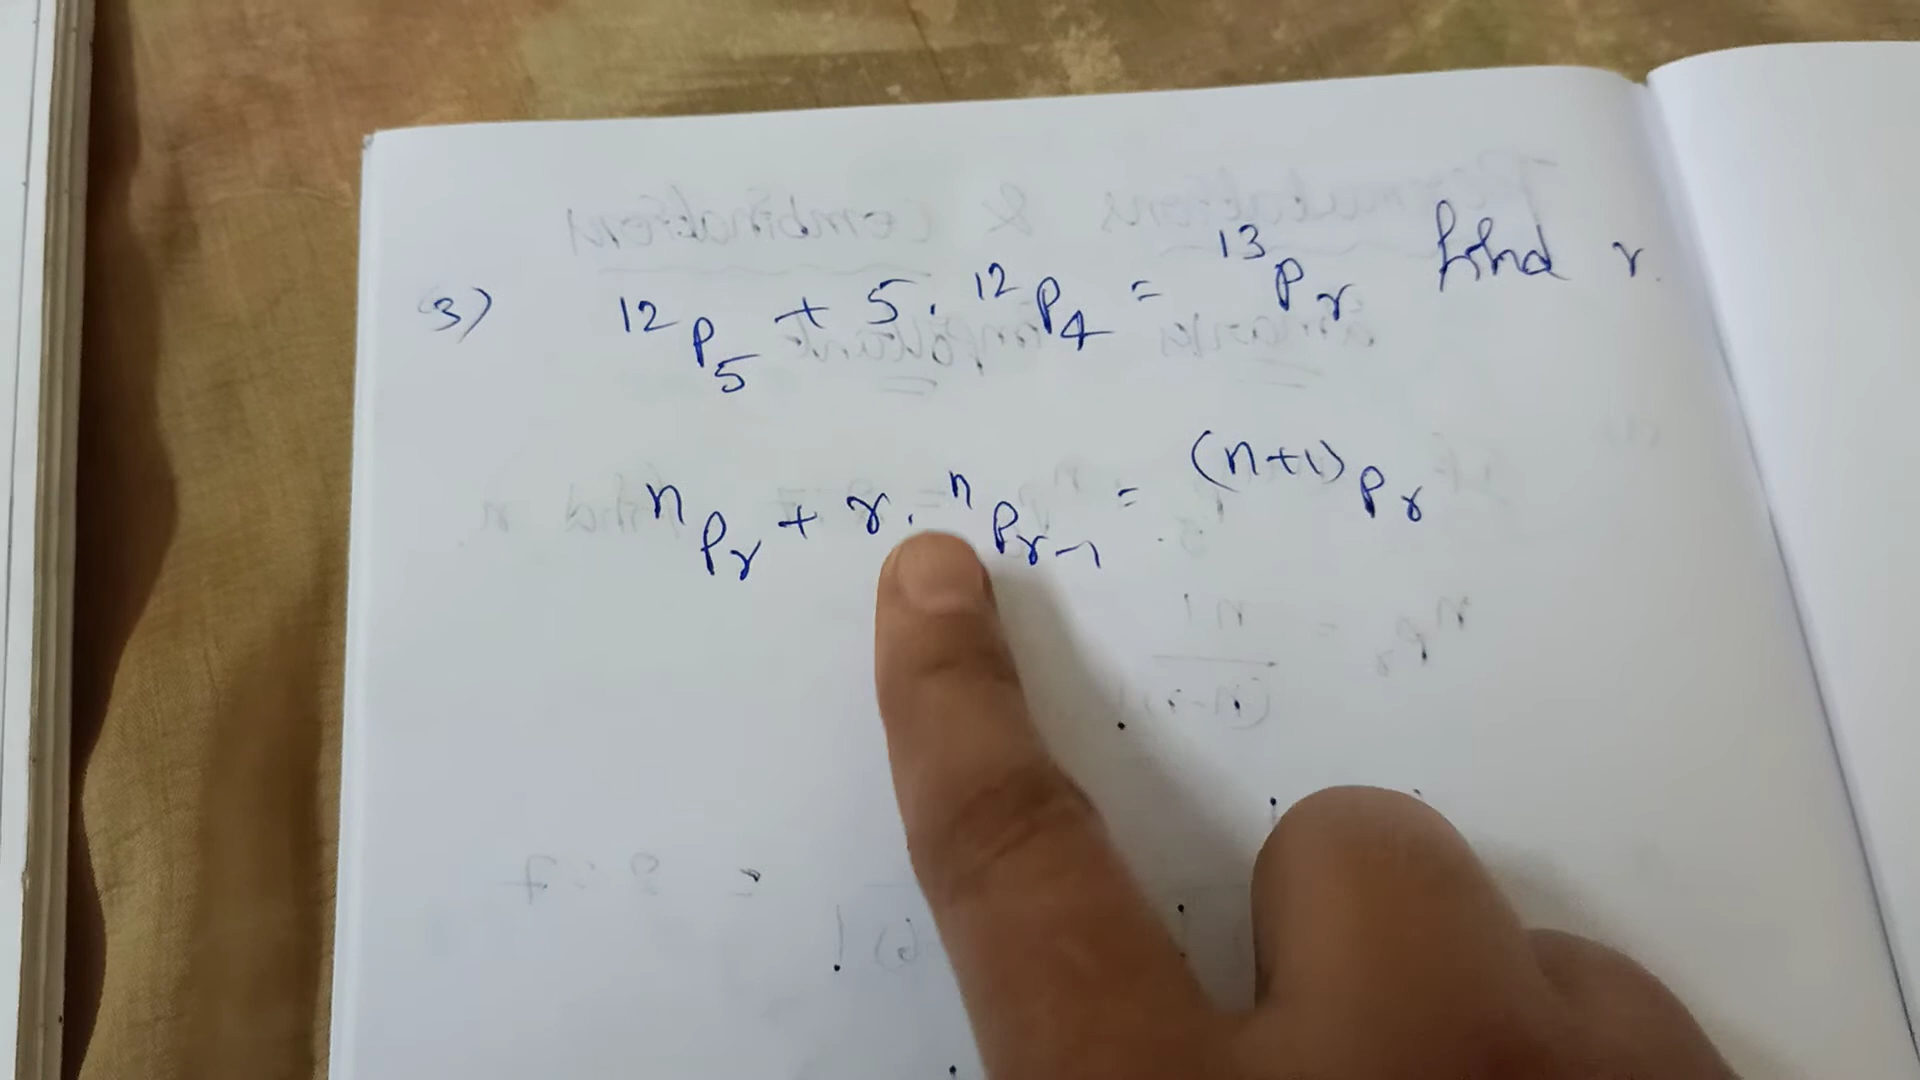 3) ¹²P₅ + 5. ¹²P₄ = ¹³Pᵣ find r.
ⁿPᵣ + r. ⁿPᵣ₋₁ = ⁽ⁿ⁺¹⁾Pᵣ